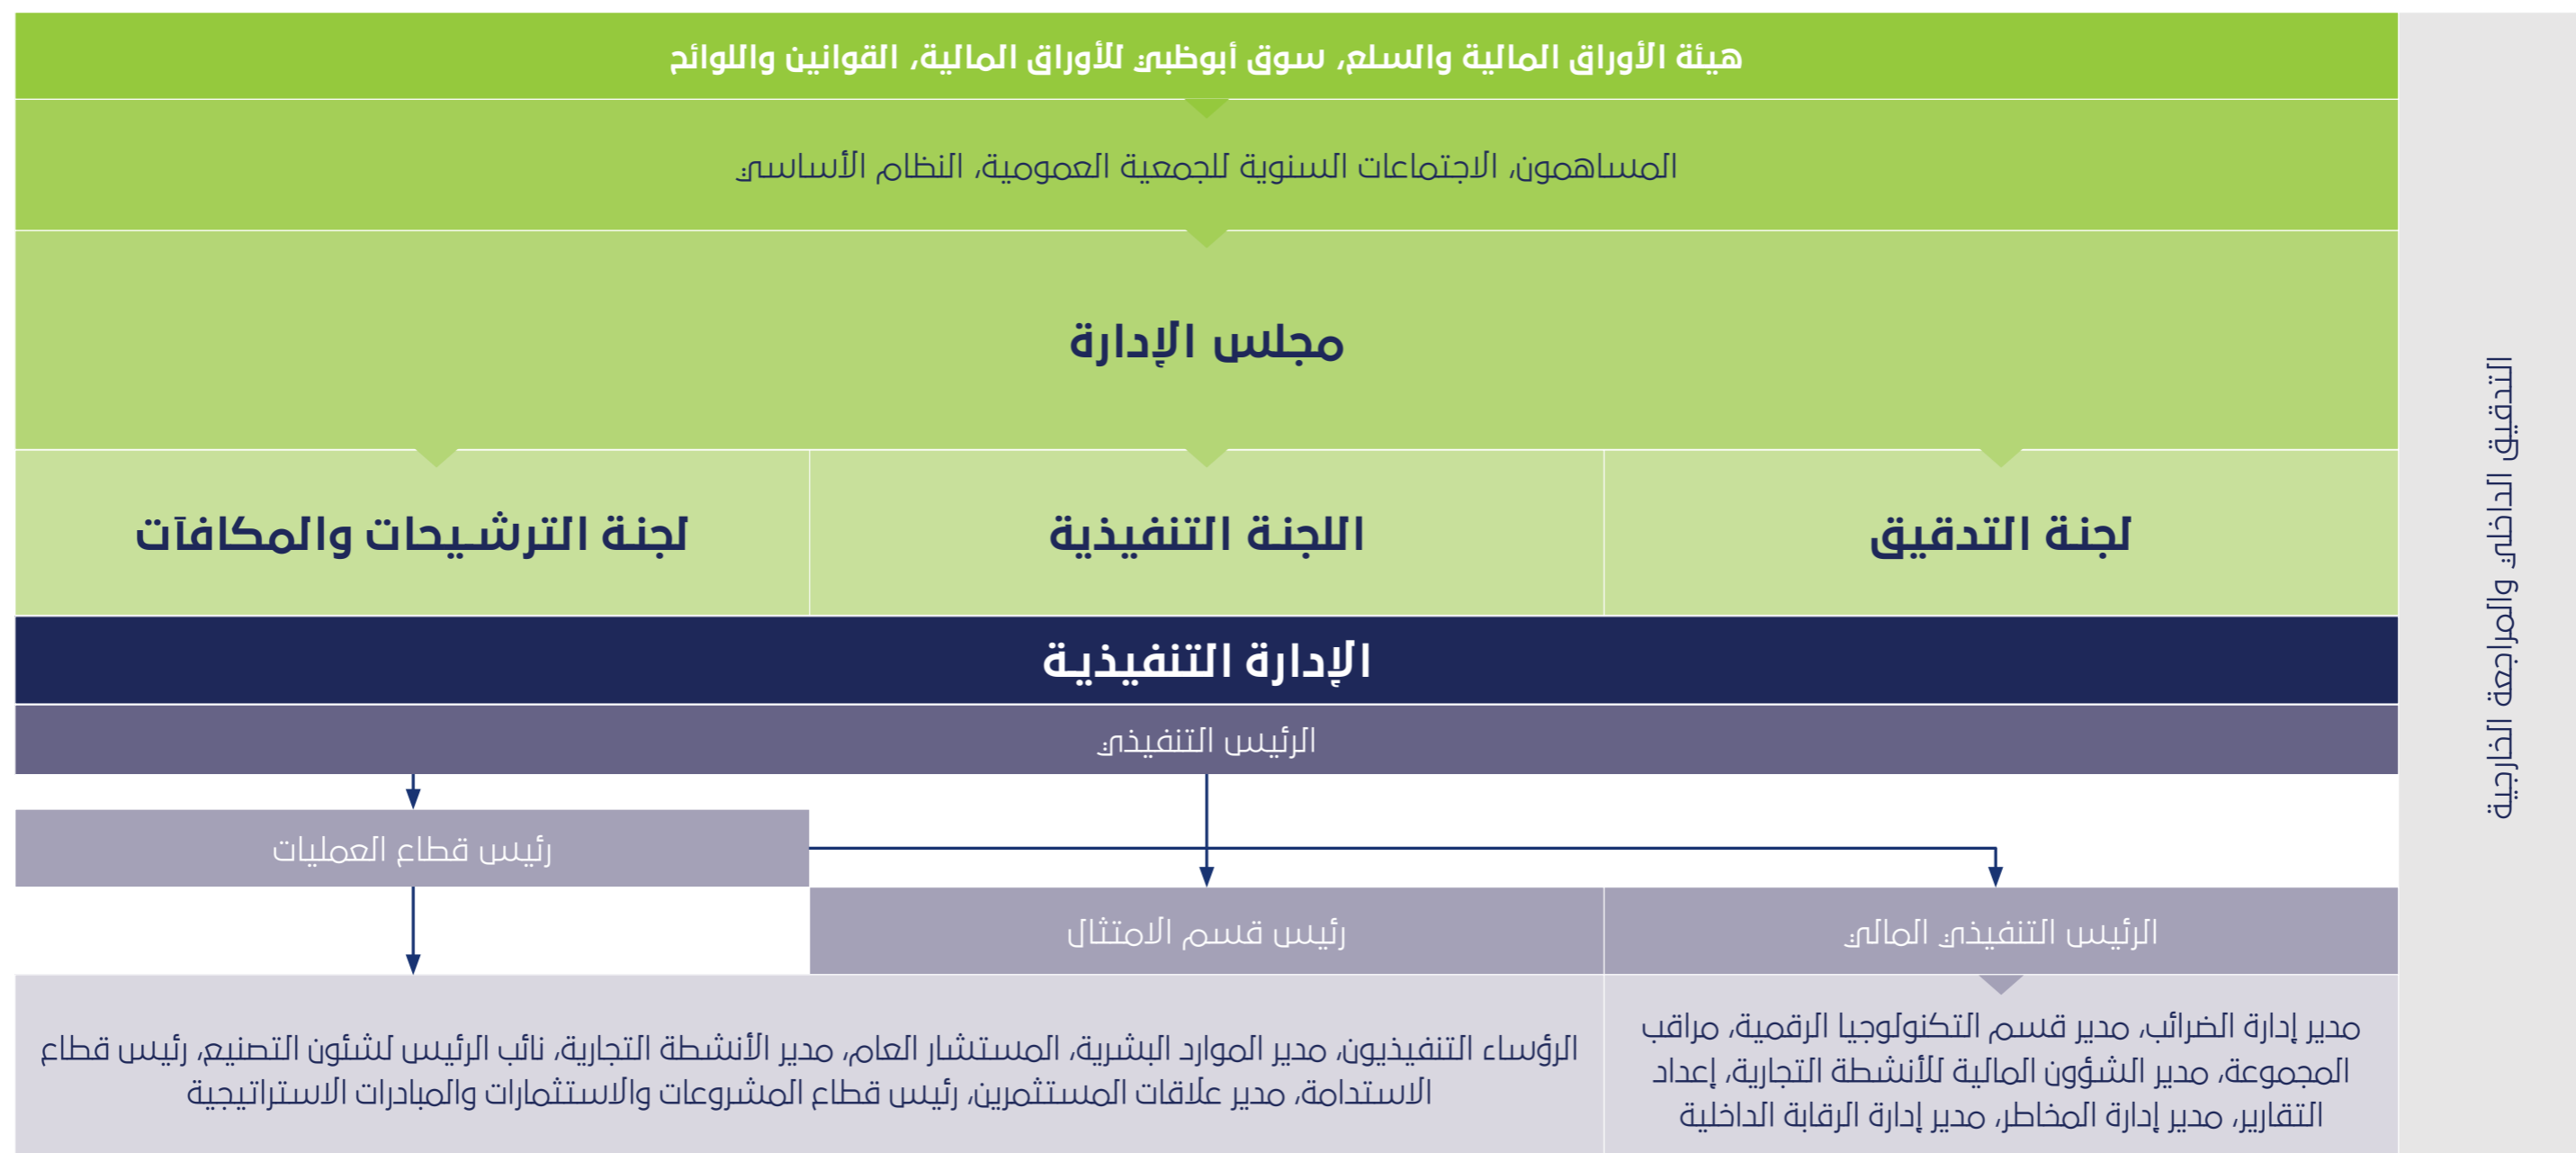 هيئة الأوراق المالية والسلع، سوق أبوظبي للأوراق المالية، القوانين واللوائح
المساهمون، الاجتماعات السنوية للجمعية العمومية، النظام الأساسي
مجلس الإدارة
لجنة التدقيق
اللجنة التنفيذية
لجنة الترشيحات والمكافآت
الإدارة التنفيذية
الرئيس التنفيذي
رئيس قطاع العمليات
الرئيس التنفيذي المالي
رئيس قسم الامتثال
مدير إدارة الضرائب، مدير قسم التكنولوجيا الرقمية، مراقب
المجموعة، مدير الشؤون المالية للأنشطة التجارية، إعداد
التقارير، مدير إدارة المخاطر، مدير إدارة الرقابة الداخلية
الرؤساء التنفيذيون، مدير الموارد البشرية، المستشار العام، مدير الأنشطة التجارية، نائب الرئيس لشئون التصنيع، رئيس قطاع
الاستدامة، مدير علاقات المستثمرين، رئيس قطاع المشروعات والاستثمارات والمبادرات الاستراتيجية
التدقيق الداخلي والمراجعة الخارجية